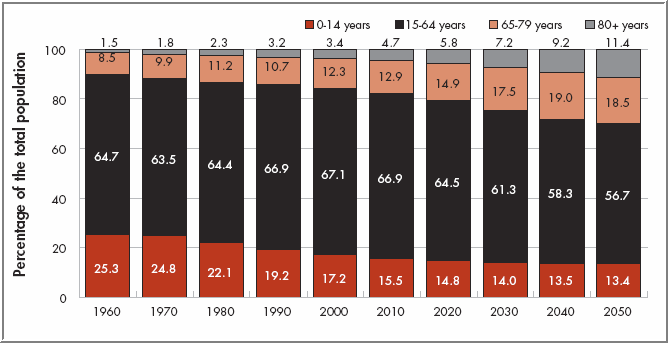 0-14 years 15-64 years 65-79 years 80+ years
Percentage of the total population
100 1.5 1.8 2.3 3.2 3.4 4.7 5.8 7.2 9.2 11.4
8.5 9.9 11.2 10.7 12.3 12.9 14.9 17.5 19.0 18.5
80
60 64.7 63.5 64.4 66.9 67.1 66.9 64.5 61.3 58.3 56.7
40
20
25.3 24.8 22.1 19.2 17.2 15.5 14.8 14.0 13.5 13.4
0
1960 1970 1980 1990 2000 2010 2020 2030 2040 2050